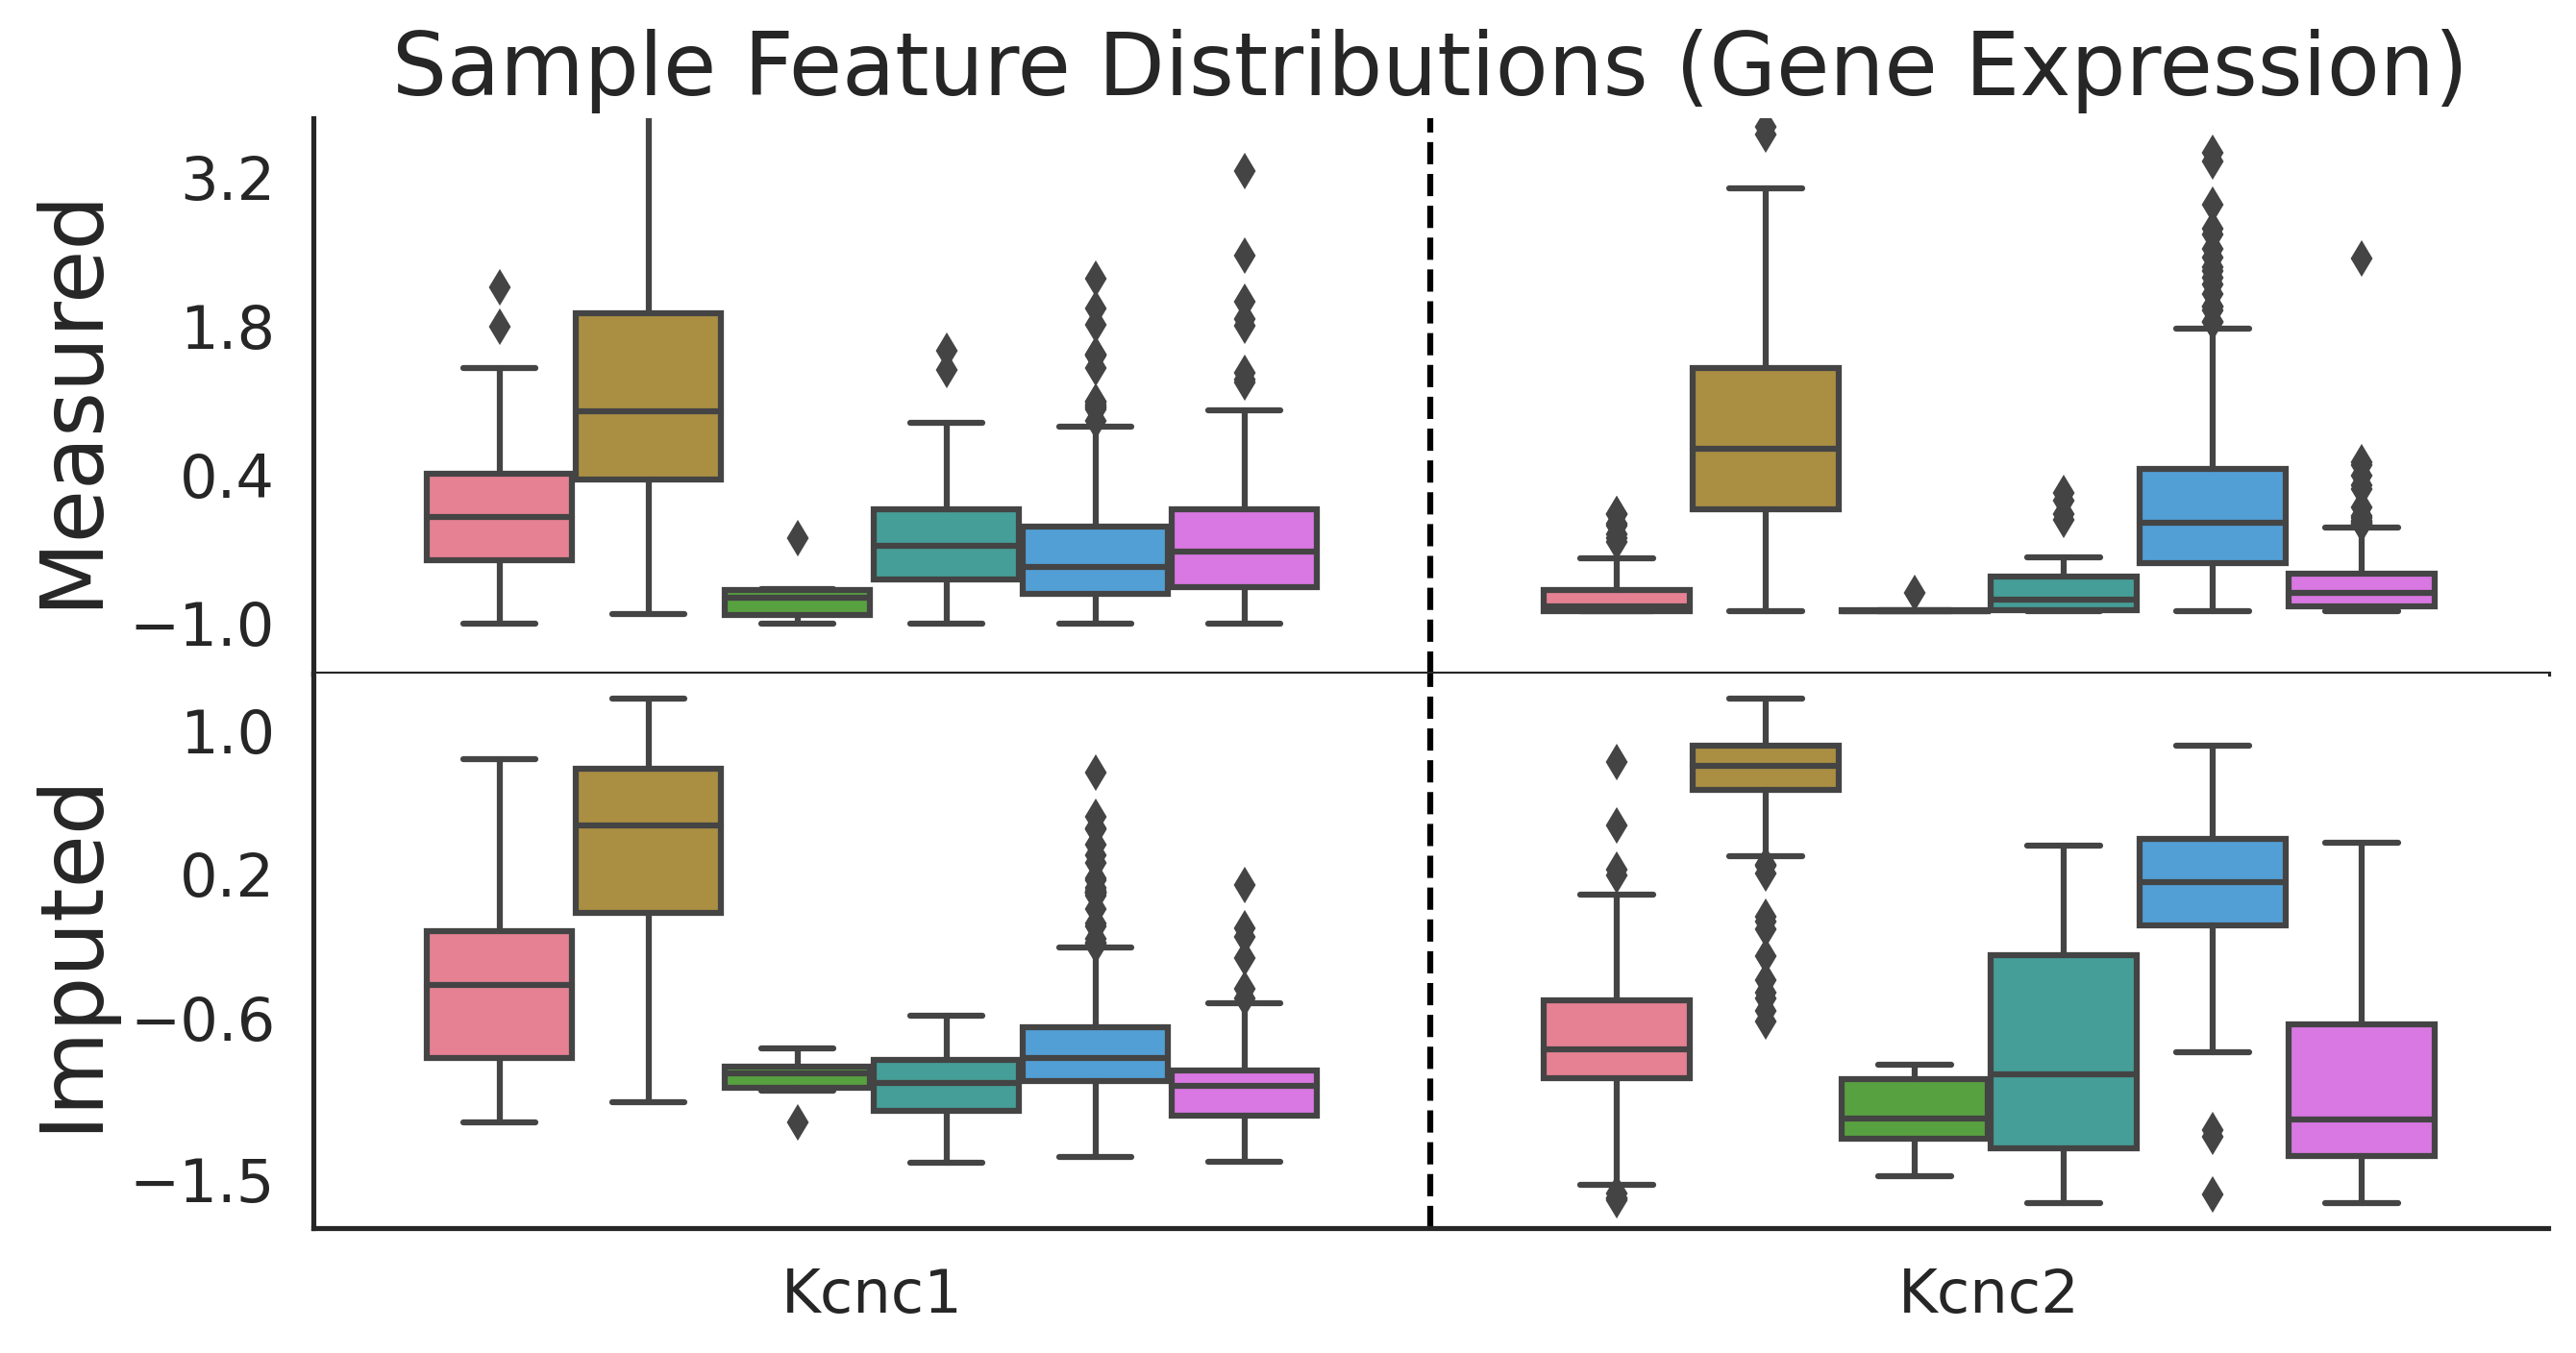 Sample Feature Distributions (Gene Expression)
Measured
3.2
1.8
0.4
−1.0
Imputed
1.0
0.2
−0.6
−1.5
Kcnc1
Kcnc2